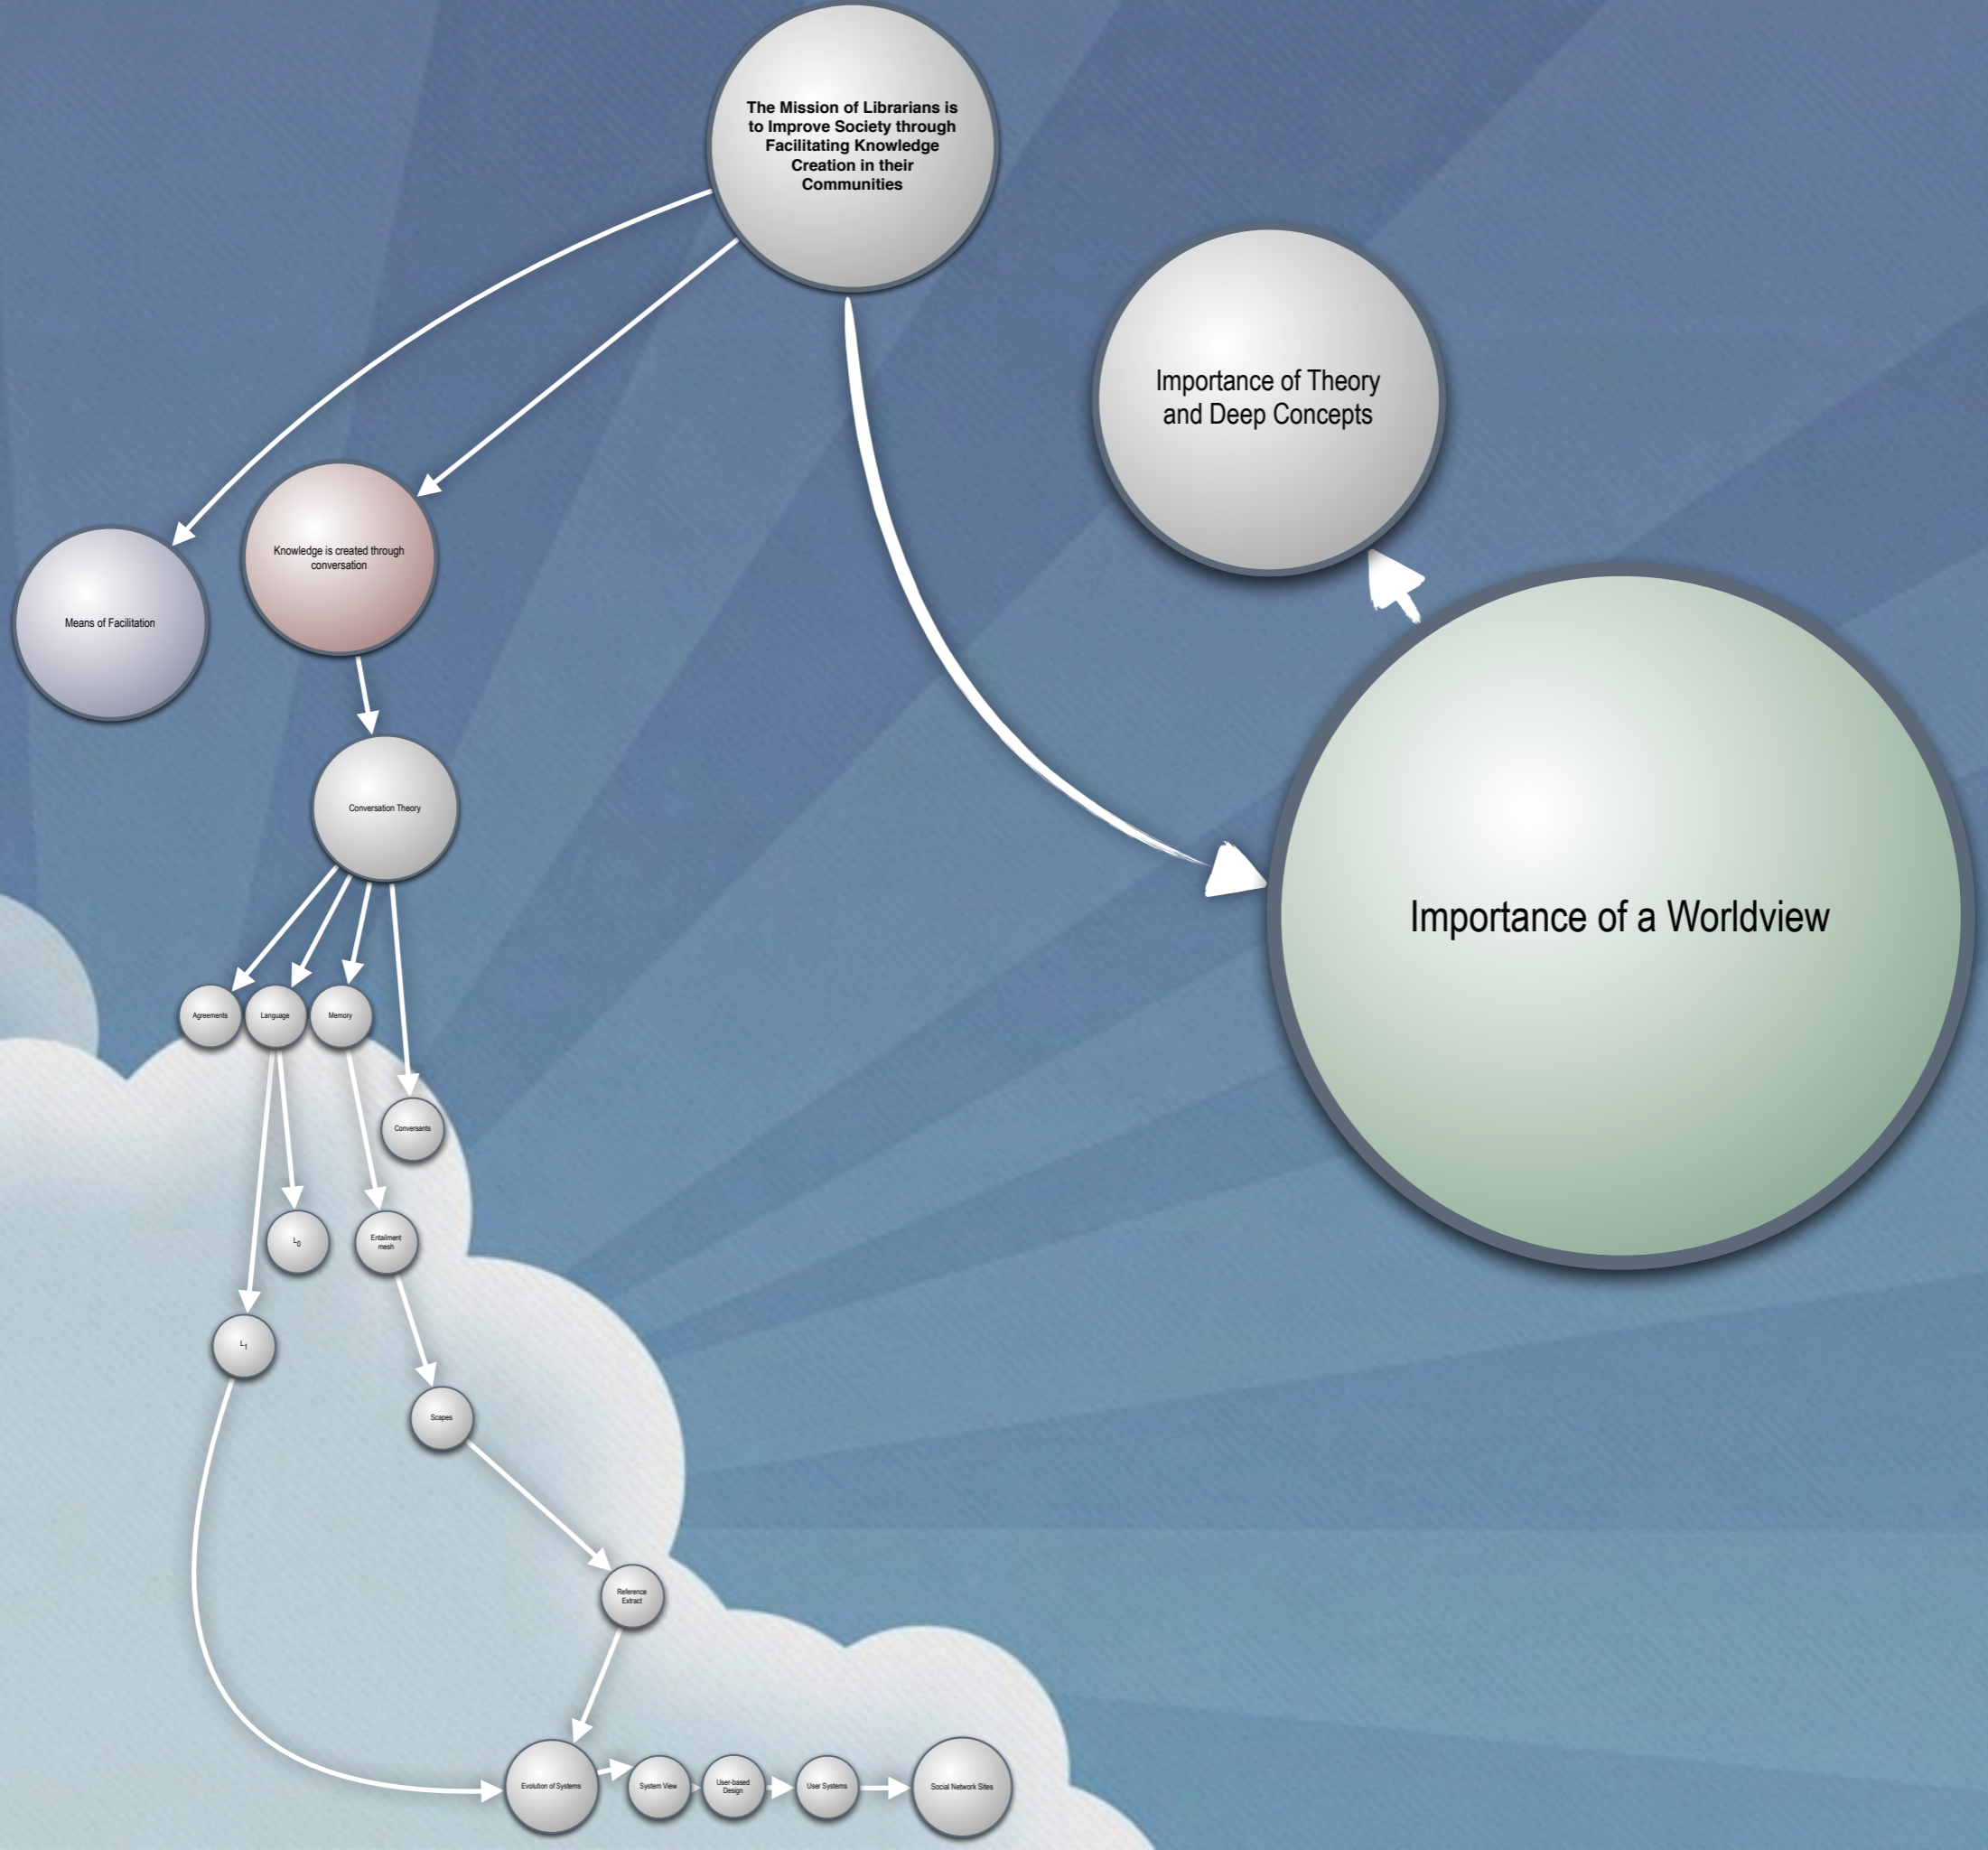 The Mission of Librarians is
to Improve Society through
Facilitating Knowledge
Creation in their
Communities
Importance of Theory
and Deep Concepts
Knowledge is created through
conversation
Means of Facilitation
Conversation Theory
Importance of a Worldview
Agreements
Language
Memory
Conversants
L0
Entailment
mesh
L1
Scapes
Reference
Extract
Evolution of Systems
System View
User-based
Design
User Systems
Social Network Sites